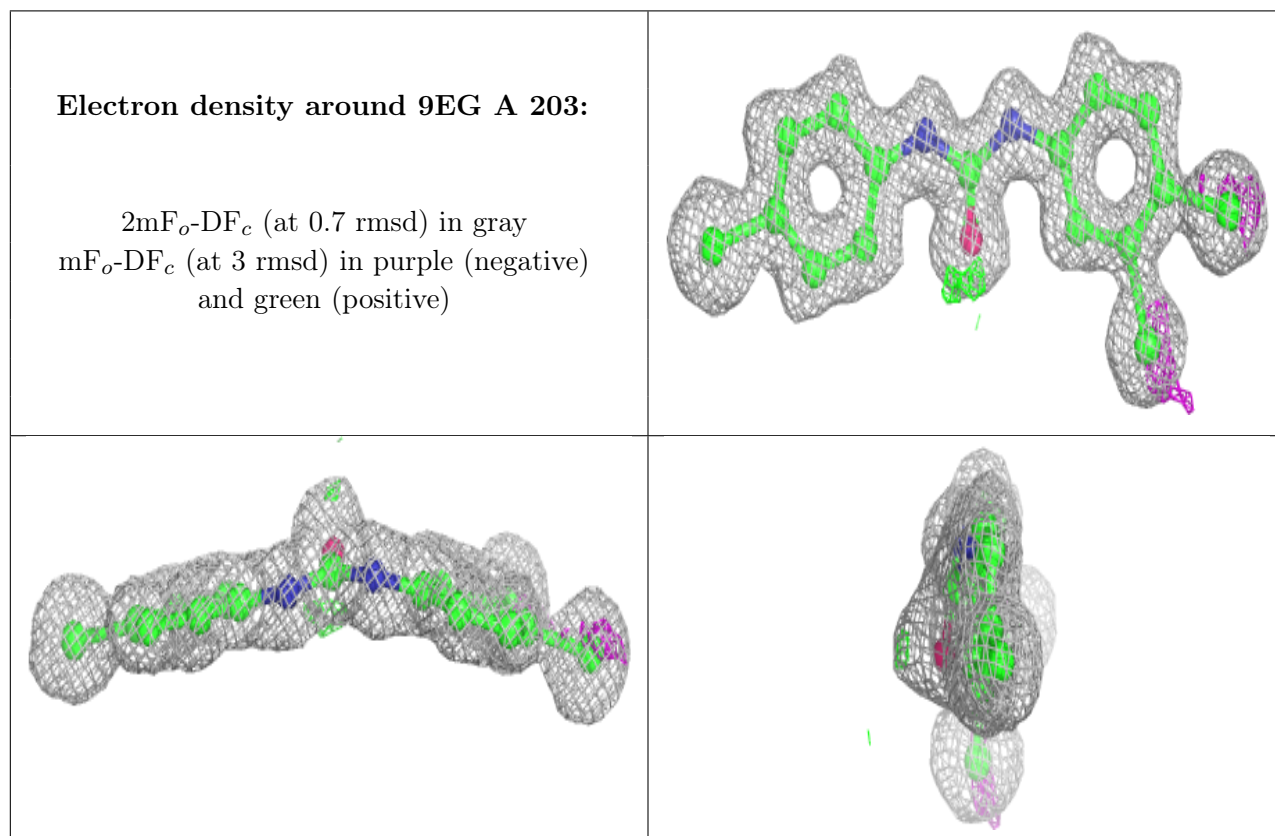 Electron density around 9EG A 203:
2mFo-DFc (at 0.7 rmsd) in gray
mFo-DFc (at 3 rmsd) in purple (negative)
and green (positive)